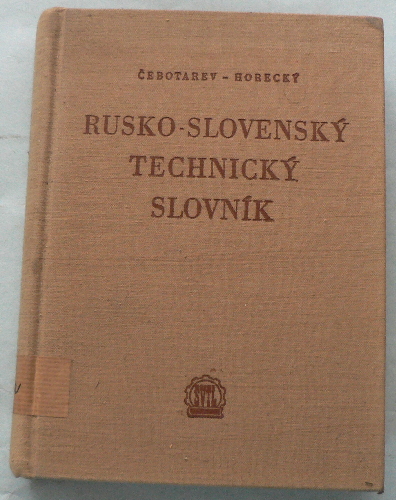 ČEBOTAREV - HORECKÝ
RUSKO-SLOVENSKÝ
TECHNICKÝ
SLOVNÍK
SVTL